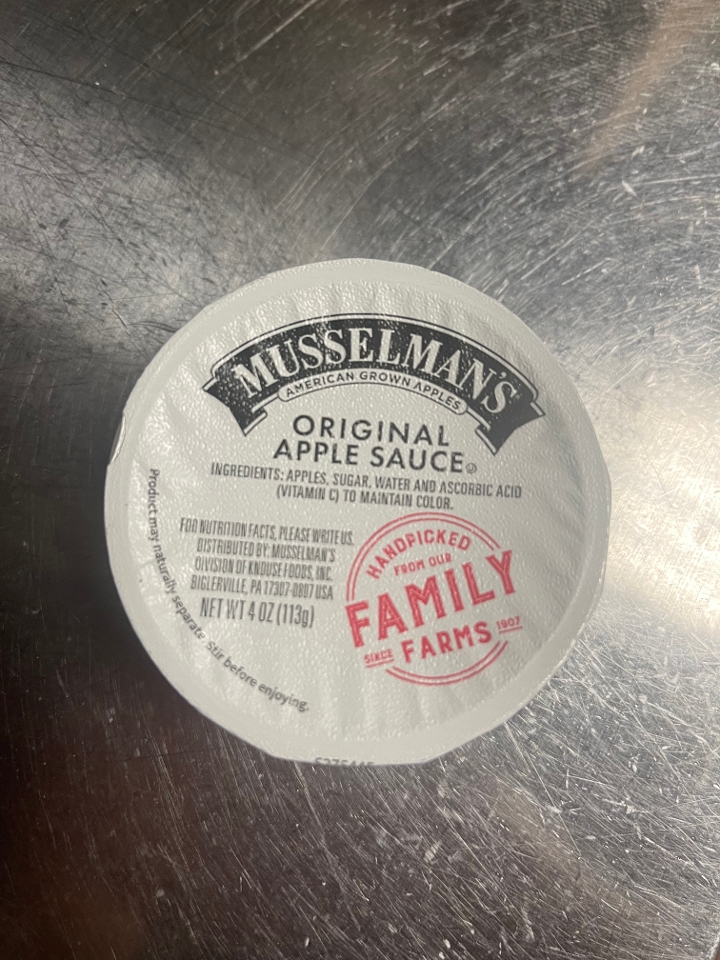 MUSSELMAN'S
AMERICAN GROWN APPLES
ORIGINAL
APPLE SAUCE
INGREDIENTS: APPLES, SUGAR, WATER AND ASCORBIC ACID
(VITAMIN C) TO MAINTAIN COLOR.
FOR NUTRITION FACTS, PLEASE WRITE US.
DISTRIBUTED BY: MUSSELMAN'S
DIVISION OF KNOUSE FOODS, INC.
BIGLERVILLE, PA 17307-0807 USA
NET WT 4 OZ (113g)
HANDPICKED
FROM OUR
FAMILY
FARMS
SINCE 1907
Product may naturally separate. Stir before enjoying.